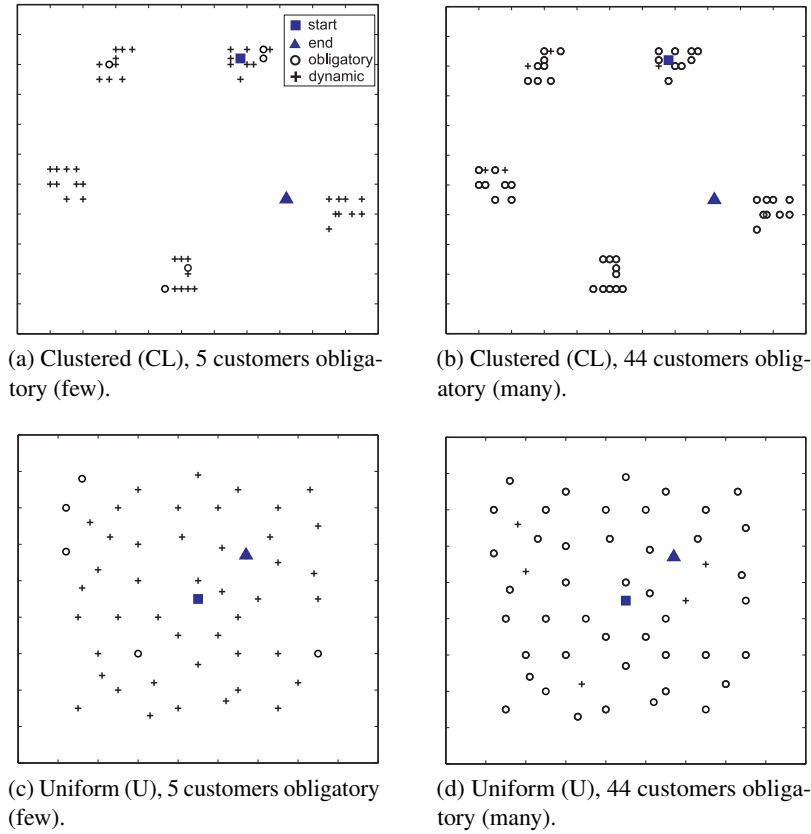 start
end
obligatory
dynamic
(a) Clustered (CL), 5 customers obliga-
tory (few).
(b) Clustered (CL), 44 customers oblig-
atory (many).
(c) Uniform (U), 5 customers obligatory
(few).
(d) Uniform (U), 44 customers obliga-
tory (many).